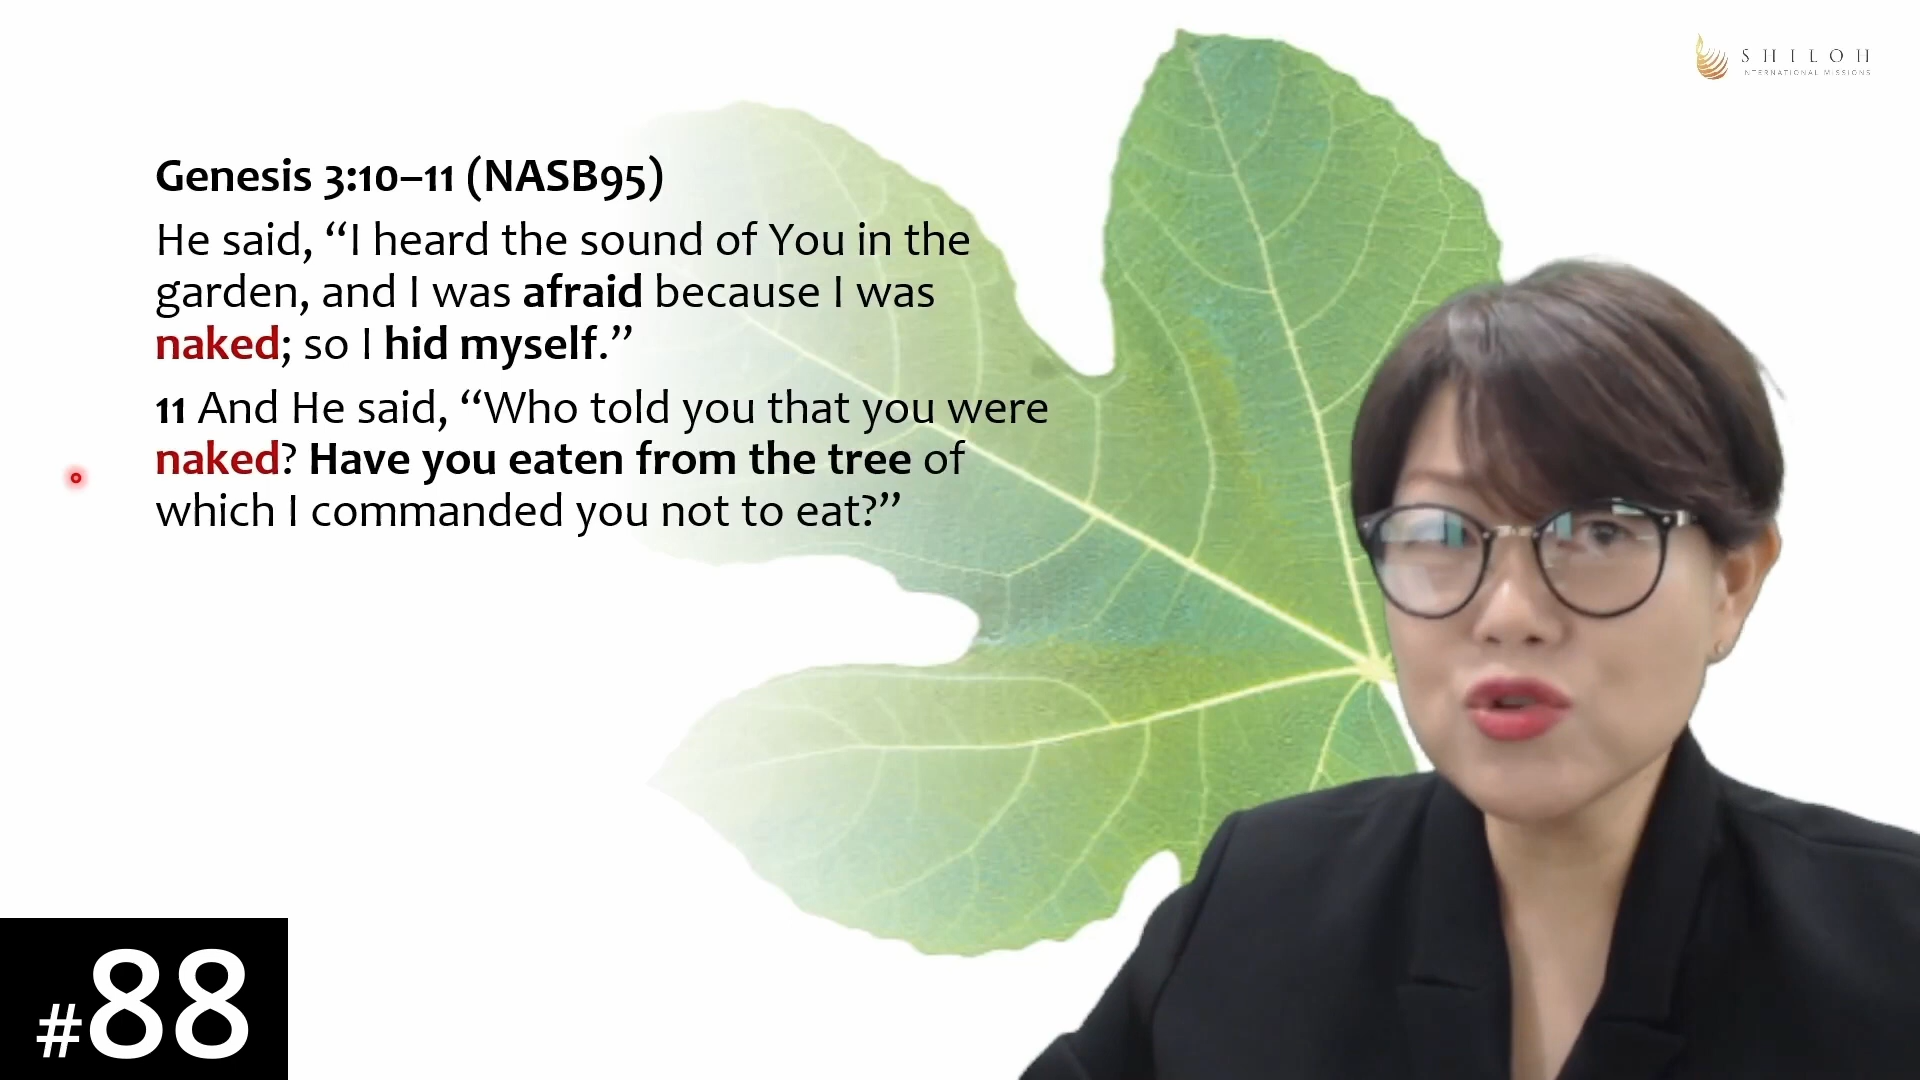 SHILOH
INTERNATIONAL MISSIONS
Genesis 3:10–11 (NASB95)
He said, “I heard the sound of You in the
garden, and I was afraid because I was
naked; so I hid myself.”
11 And He said, “Who told you that you were
naked? Have you eaten from the tree of
which I commanded you not to eat?”
#88